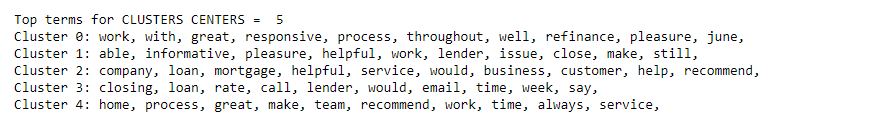 Top terms for CLUSTERS CENTERS =  5
Cluster 0: work, with, great, responsive, process, throughout, well, refinance, pleasure, june,
Cluster 1: able, informative, pleasure, helpful, work, lender, issue, close, make, still,
Cluster 2: company, loan, mortgage, helpful, service, would, business, customer, help, recommend,
Cluster 3: closing, loan, rate, call, lender, would, email, time, week, say,
Cluster 4: home, process, great, make, team, recommend, work, time, always, service,